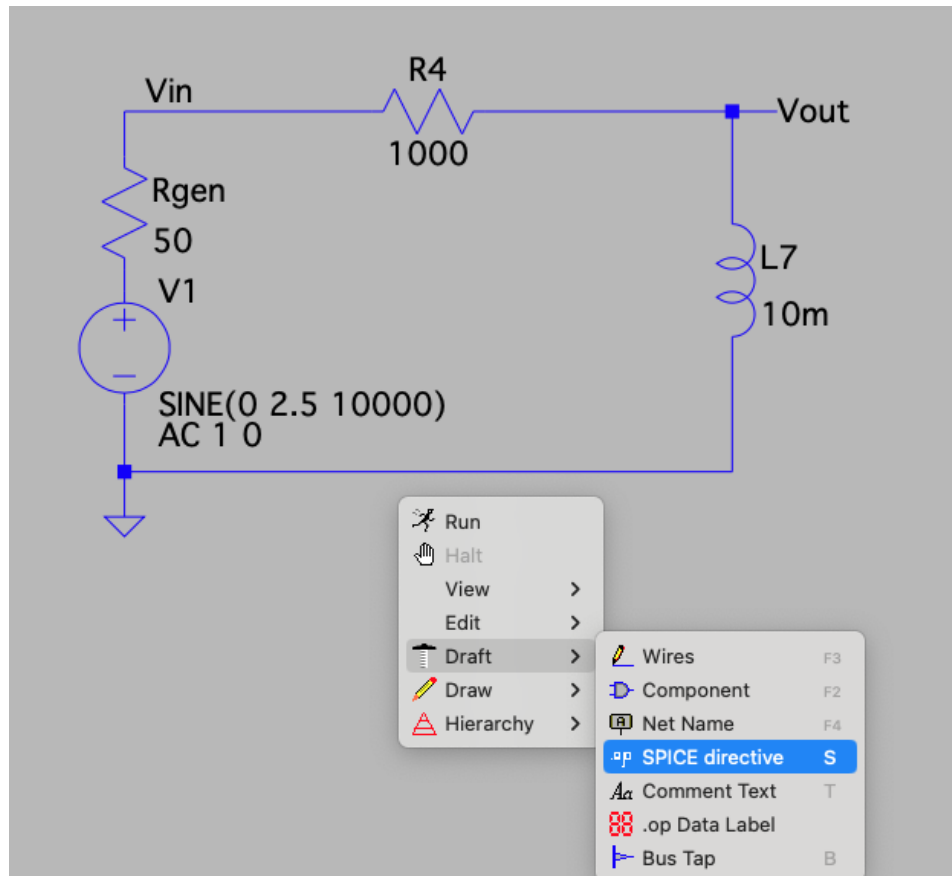 R4
Vin
Vout
1000
Rgen
50
V1
L7
10m
SINE(0 2.5 10000)
AC 1 0
Run
Halt
View
Edit
Draft
Draw
Hierarchy
Wires F3
Component F2
Net Name F4
.op SPICE directive S
Aa Comment Text T
.op Data Label
Bus Tap B